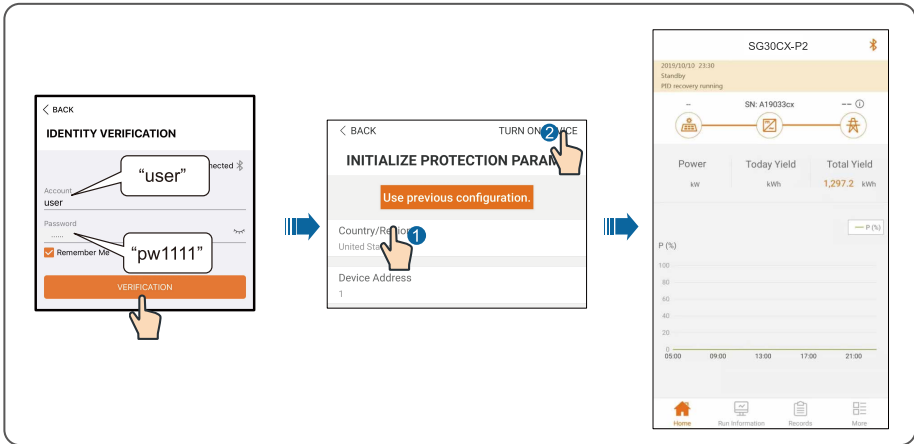 < BACK
IDENTITY VERIFICATION
nected
"user"
Account
user
Password
......
"pw1111"
Remember Me
VERIFICATION
< BACK
TURN ON VICE
2
INITIALIZE PROTECTION PARAM
Use previous configuration.
Country/Region
1
United Sta
Device Address
1
SG30CX-P2
2019/10/10 23:30
Standby
PID recovery running
--
SN: A19033cx
--
Power
Today Yield
Total Yield
kW
kWh
1,297.2 kWh
P (%)
P (%)
100
80
60
40
20
0
05:00 09:00 13:00 17:00 21:00
Home Run Information Records More